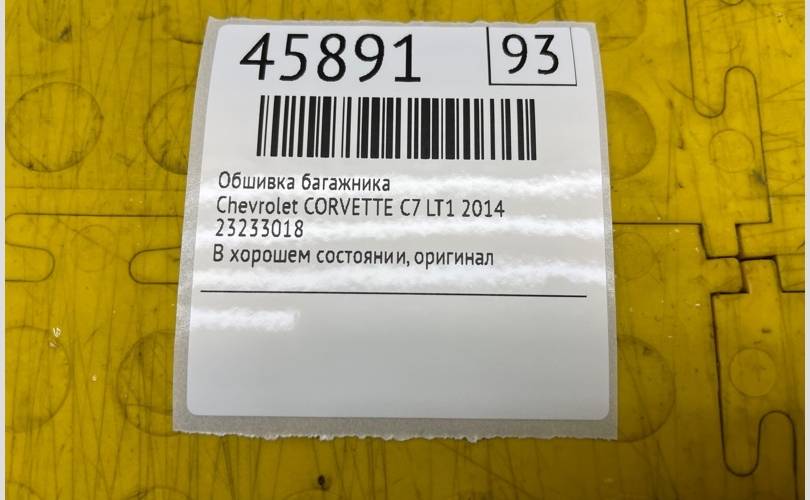 45891 93
Обшивка багажника
Chevrolet CORVETTE C7 LT1 2014
23233018
В хорошем состоянии, оригинал